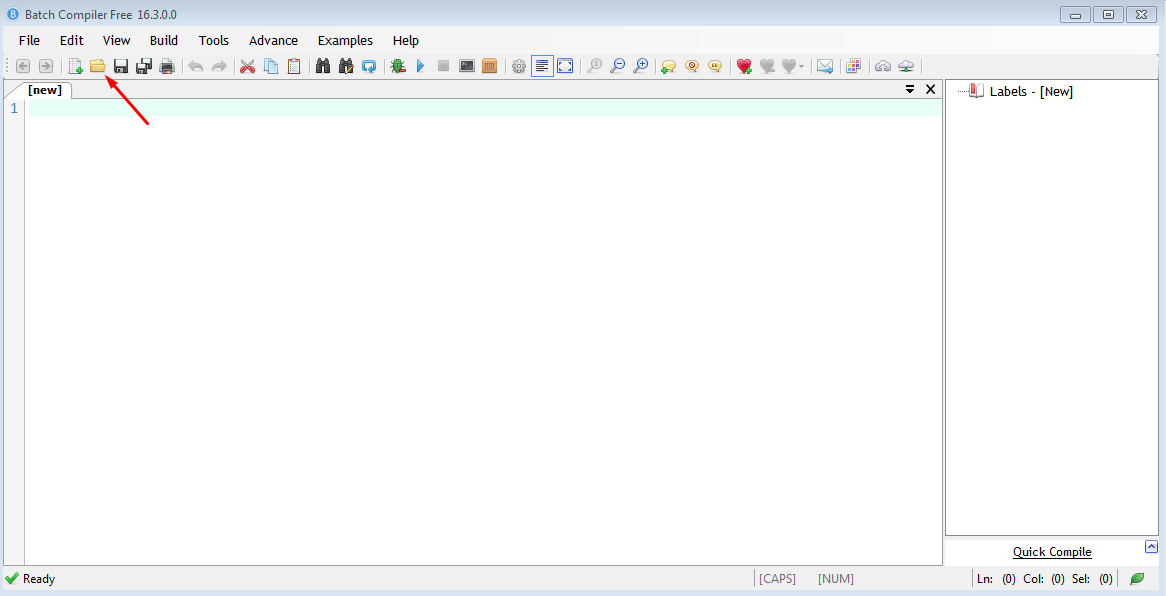 Batch Compiler Free 16.3.0.0
File Edit View Build Tools Advance Examples Help
[new]
1
Labels - [New]
Quick Compile
Ready
[CAPS] [NUM] Ln: (0) Col: (0) Sel: (0)